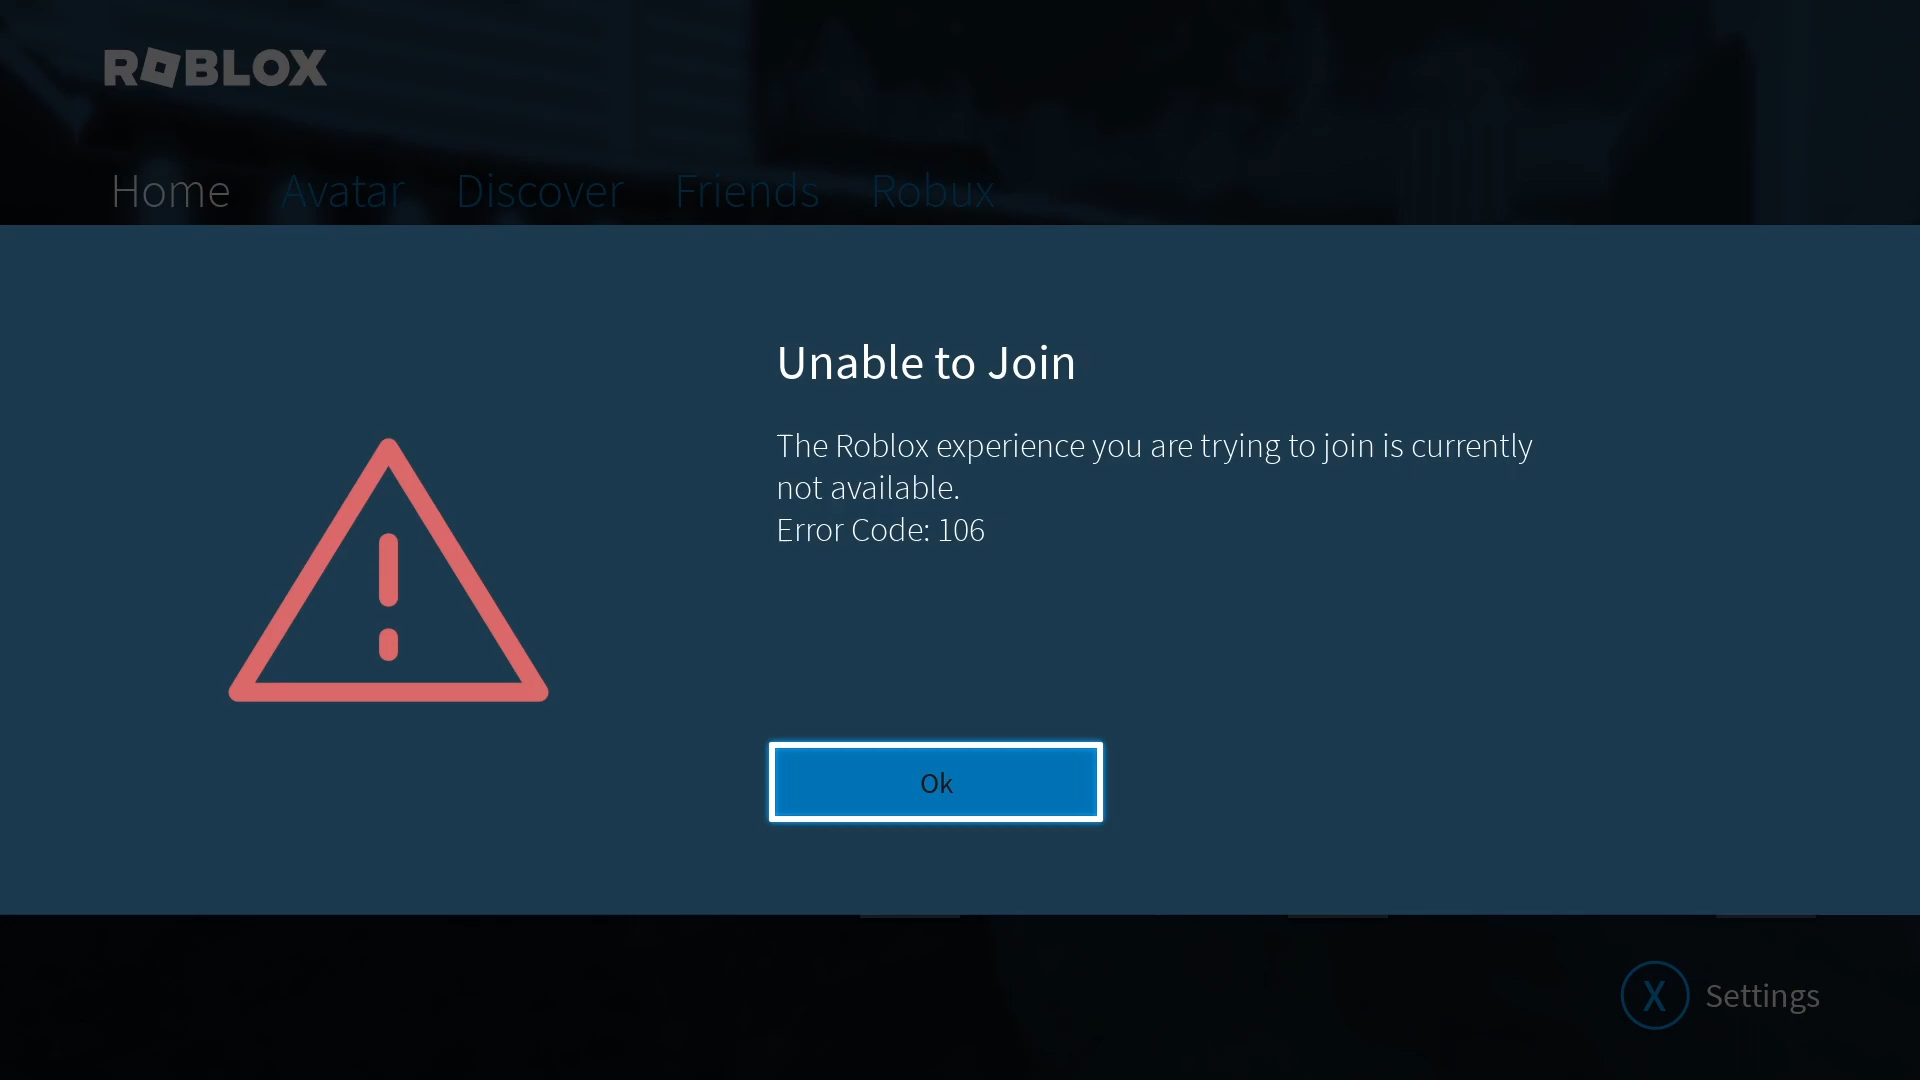 ROBLOX
Home Avatar Discover Friends Robux
Unable to Join
The Roblox experience you are trying to join is currently
not available.
Error Code: 106
Ok
X Settings